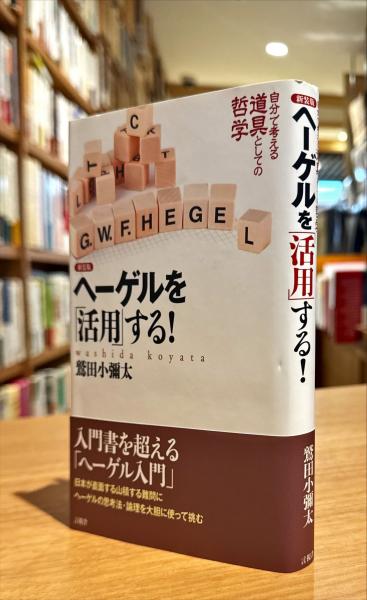 自分で考える
道具としての
哲学
C
L T
L
G.W.F. HEGEL
新装版
ヘーゲルを
「活用」する!
washida koyata
鷲田小彌太
入門書を超える
「ヘーゲル入門」
日本が直面する山積する難問に
ヘーゲルの思考法・論理を大胆に使って挑む
言視舎
新装版
ヘーゲルを「活用」する!
鷲田小彌太
言視舎